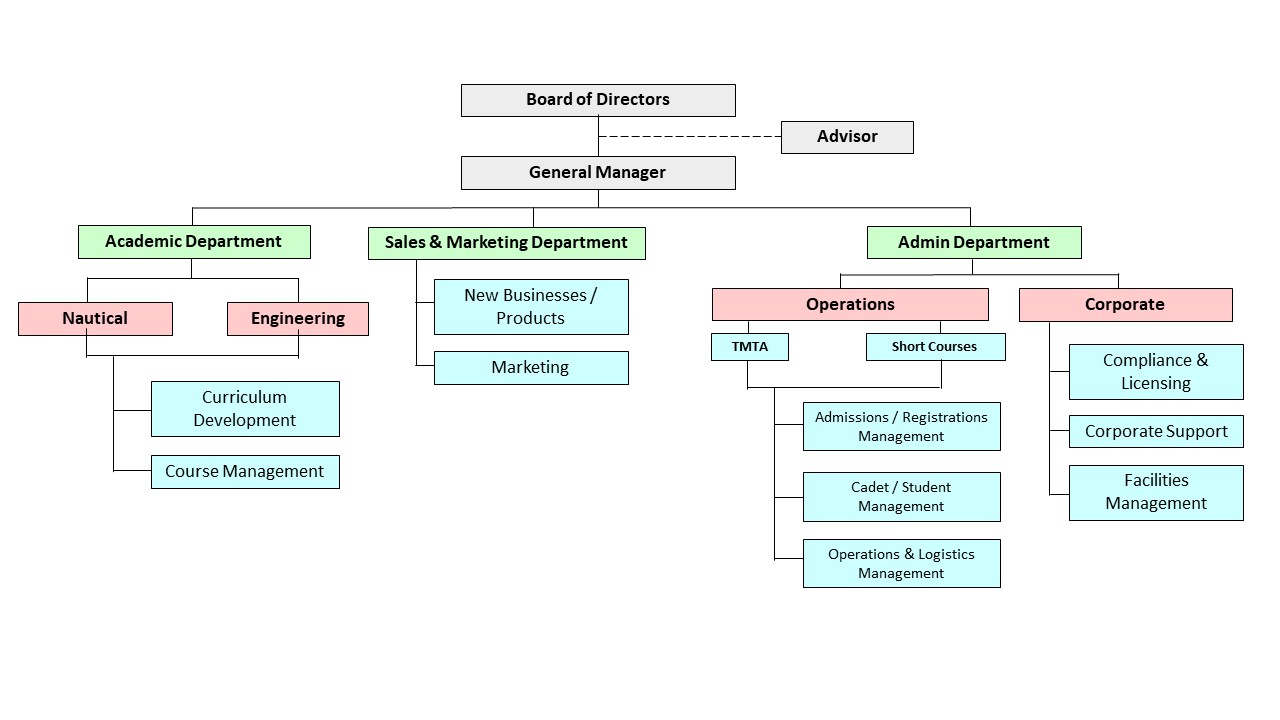 Board of Directors
Advisor
General Manager
Academic Department
Sales & Marketing Department
Admin Department
Nautical
Engineering
New Businesses /
Products
Marketing
Operations
Corporate
TMTA
Short Courses
Curriculum
Development
Course Management
Admissions / Registrations
Management
Cadet / Student
Management
Operations & Logistics
Management
Compliance &
Licensing
Corporate Support
Facilities
Management